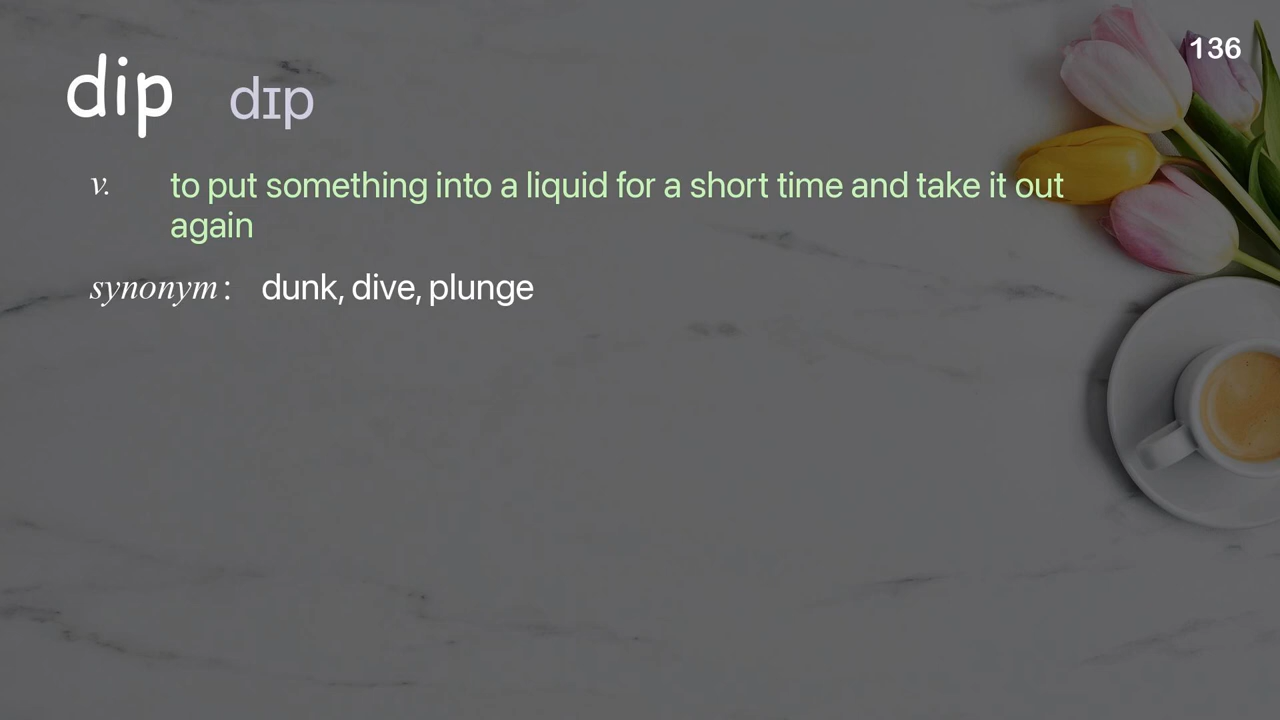 136
dip dɪp
v. to put something into a liquid for a short time and take it out
again
synonym: dunk, dive, plunge